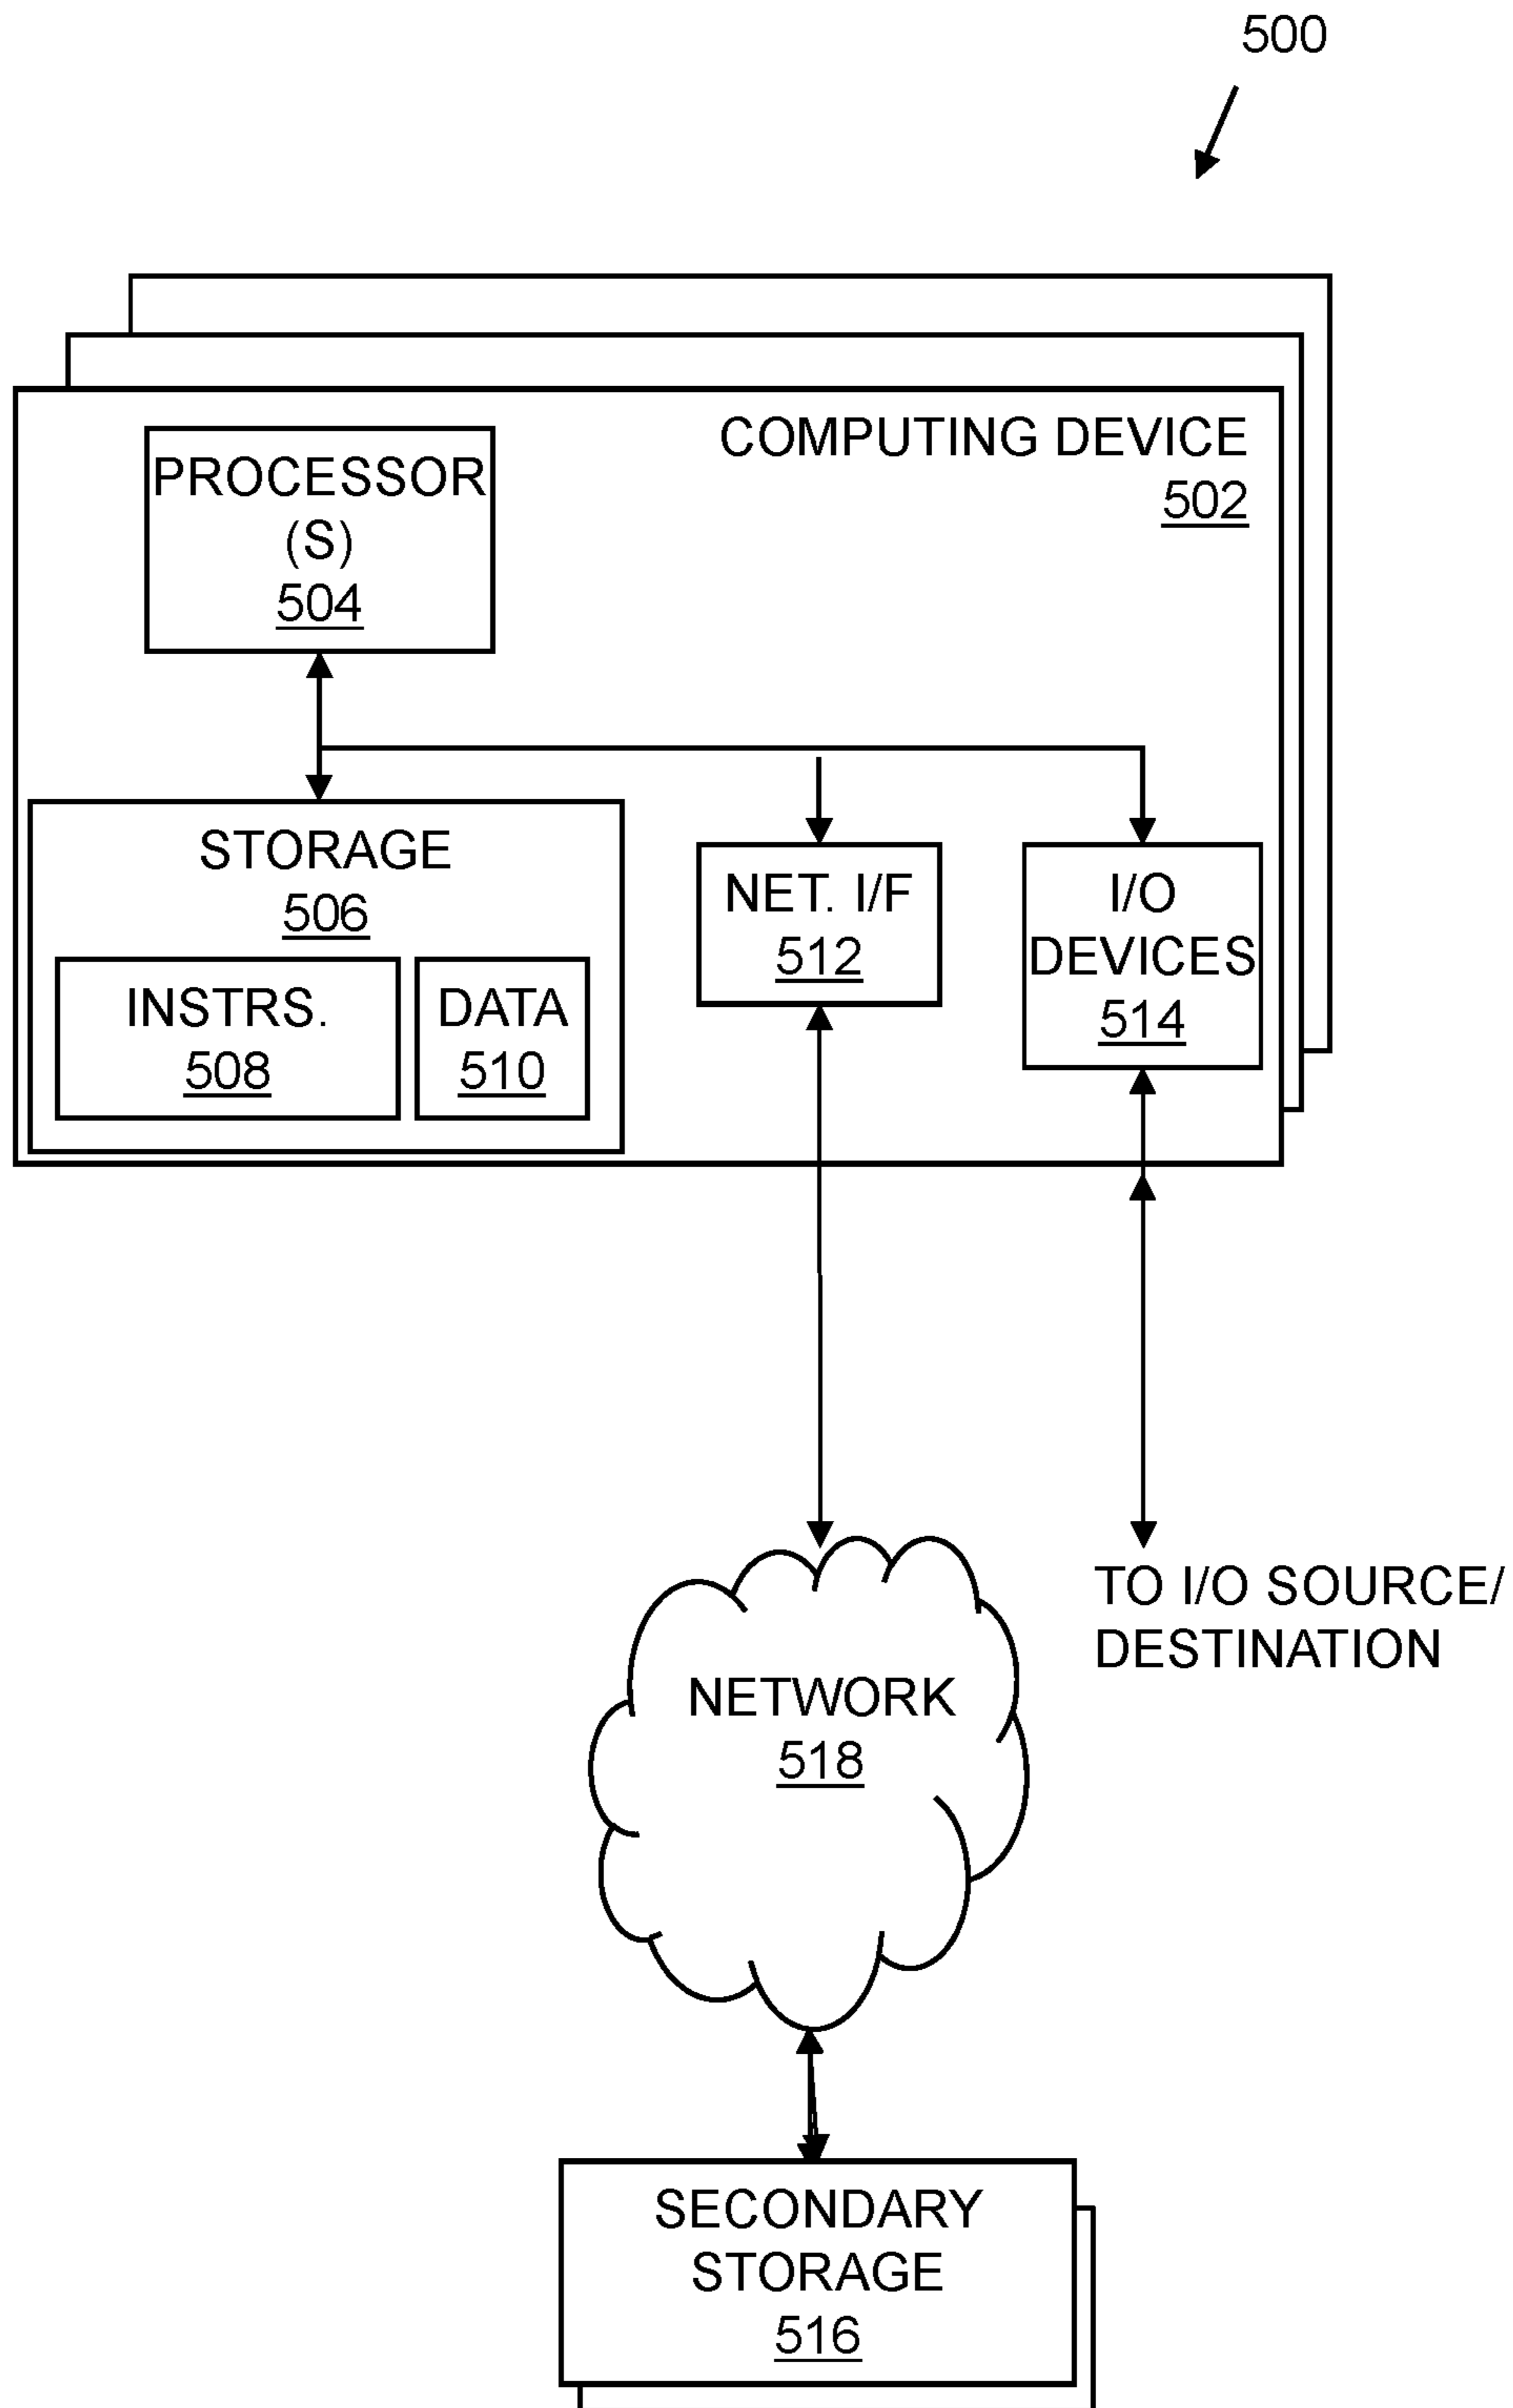 500
COMPUTING DEVICE
502
PROCESSOR
(S)
504
STORAGE
506
INSTRS.
508
DATA
510
NET. I/F
512
I/O
DEVICES
514
TO I/O SOURCE/
DESTINATION
NETWORK
518
SECONDARY
STORAGE
516